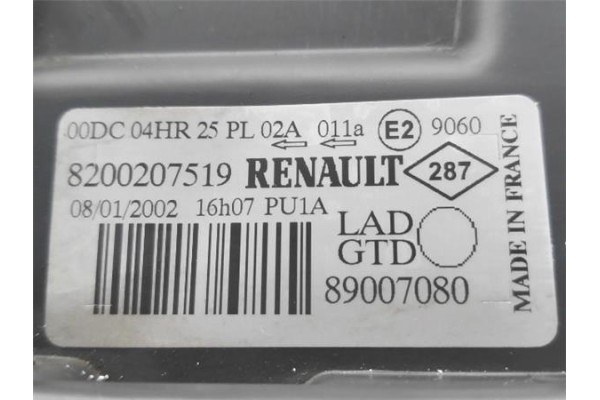 00DC 04HR 25 PL 02A 011a E2 9060
8200207519 RENAULT 287
08/01/2002 16h07 PU1A
LAD
GTD
89007080
MADE IN FRANCE